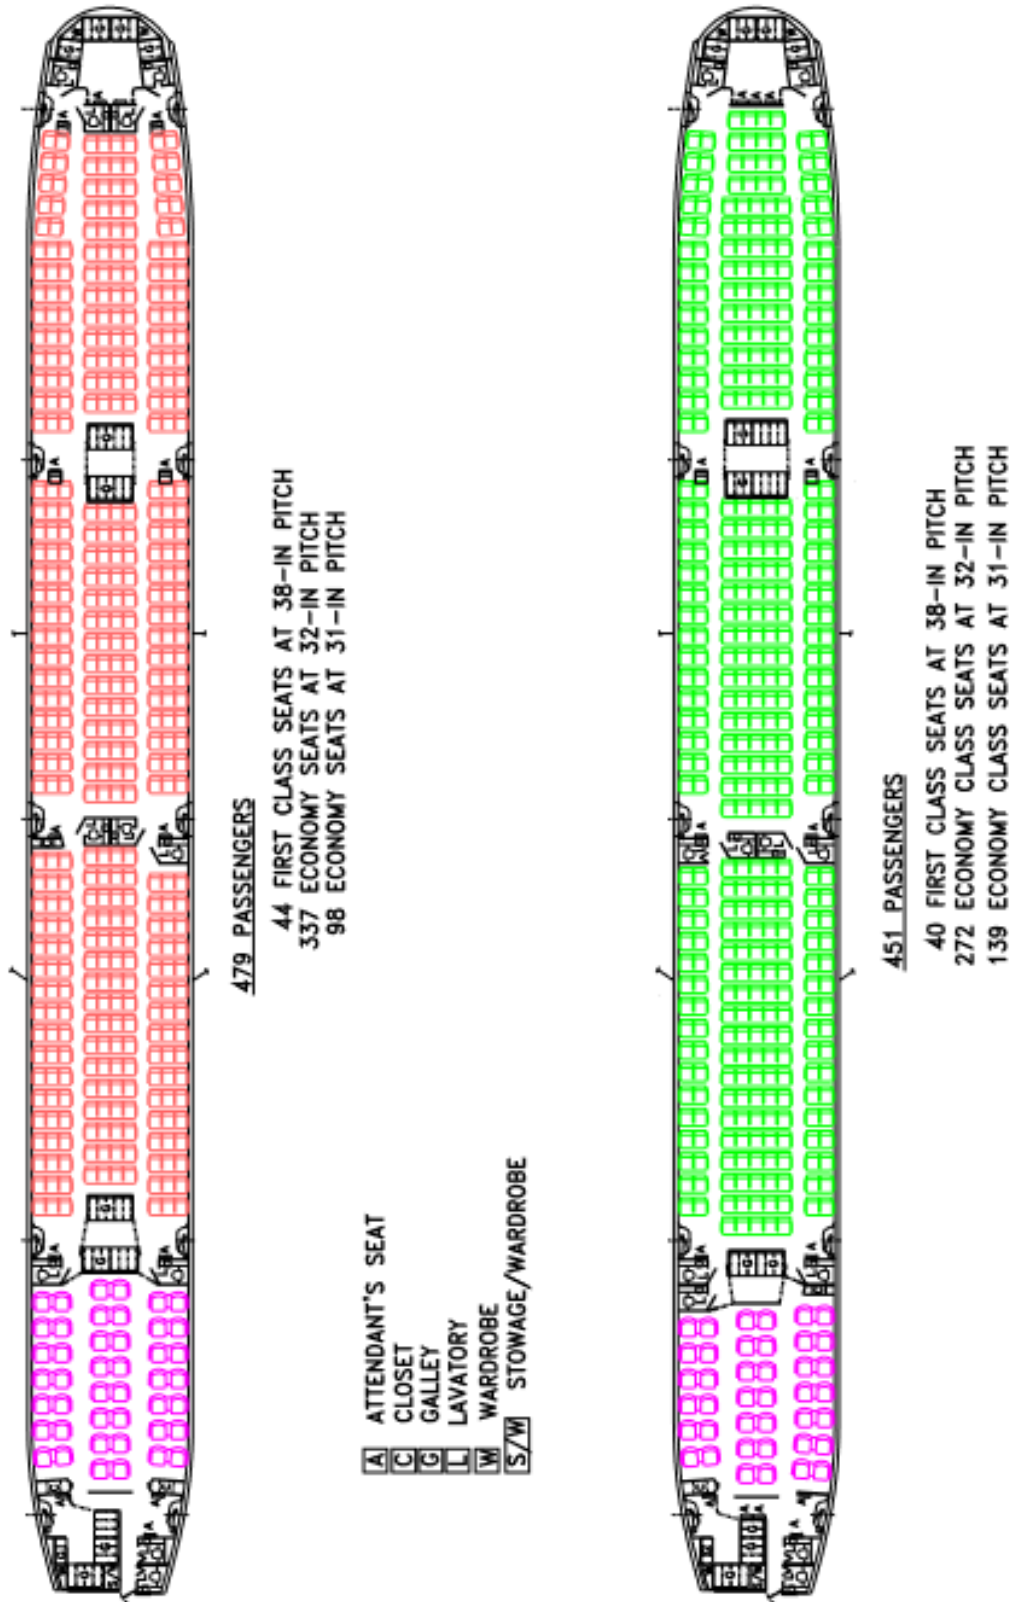 479 PASSENGERS
44 FIRST CLASS SEATS AT 38-IN PITCH
337 ECONOMY SEATS AT 32-IN PITCH
98 ECONOMY SEATS AT 31-IN PITCH
A ATTENDANT'S SEAT
C CLOSET
G GALLEY
L LAVATORY
W WARDROBE
S/W STOWAGE/WARDROBE
451 PASSENGERS
40 FIRST CLASS SEATS AT 38-IN PITCH
272 ECONOMY CLASS SEATS AT 32-IN PITCH
139 ECONOMY CLASS SEATS AT 31-IN PITCH